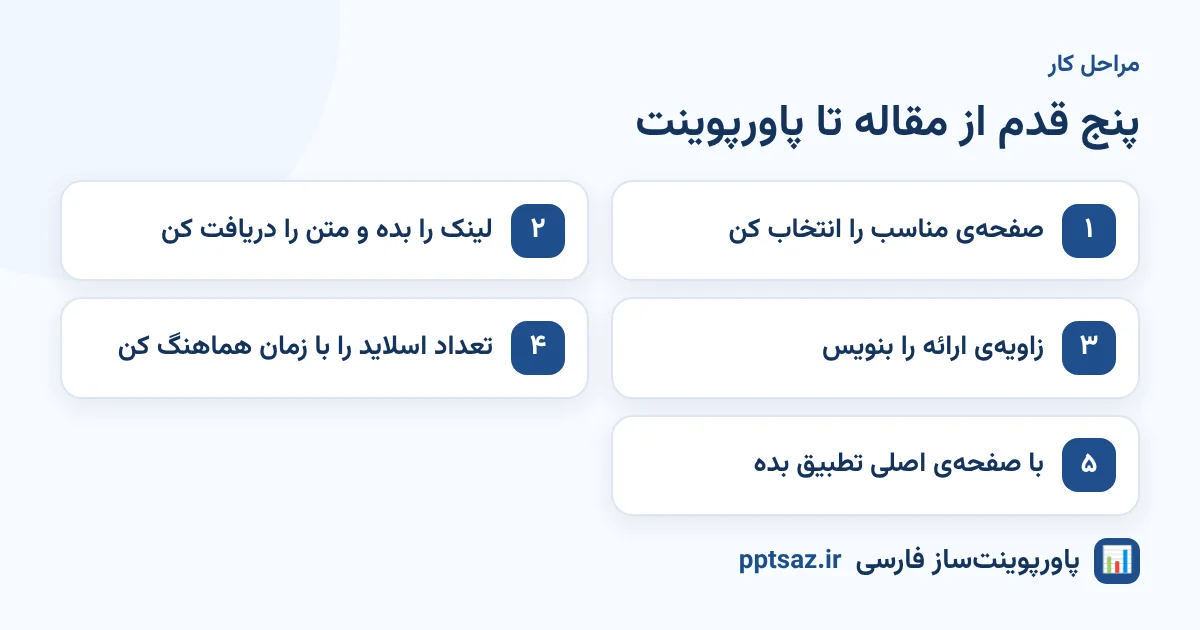 مراحل کار
پنج قدم از مقاله تا پاورپوینت
۱ صفحه‌ی مناسب را انتخاب کن
۲ لینک را بده و متن را دریافت کن
۳ زاویه‌ی ارائه را بنویس
۴ تعداد اسلاید را با زمان هماهنگ کن
۵ با صفحه‌ی اصلی تطبیق بده
پاورپوینت‌ساز فارسی pptsaz.ir